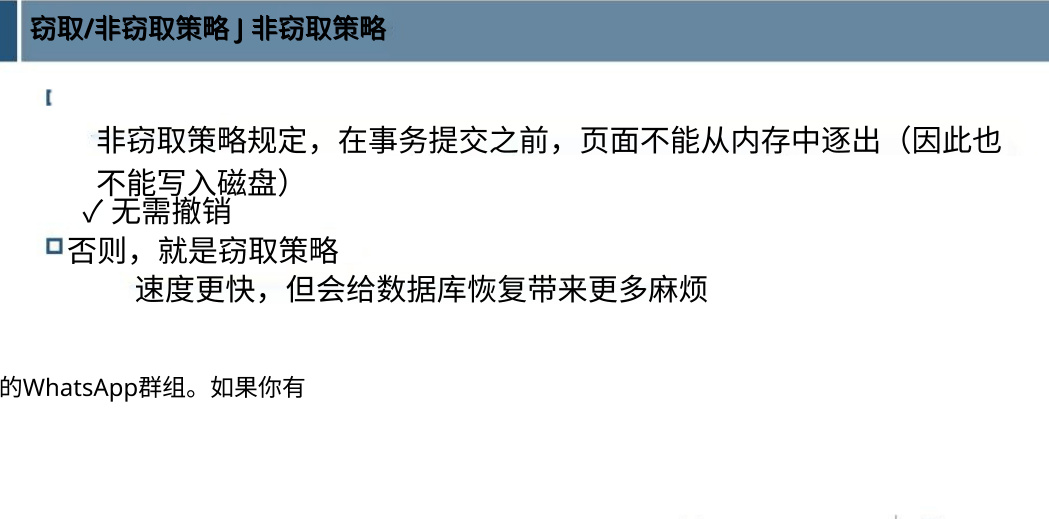 窃取/非窃取策略 J 非窃取策略
非窃取策略规定，在事务提交之前，页面不能从内存中逐出（因此也
不能写入磁盘）
✓ 无需撤销
否则，就是窃取策略
速度更快，但会给数据库恢复带来更多麻烦
的WhatsApp群组。如果你有